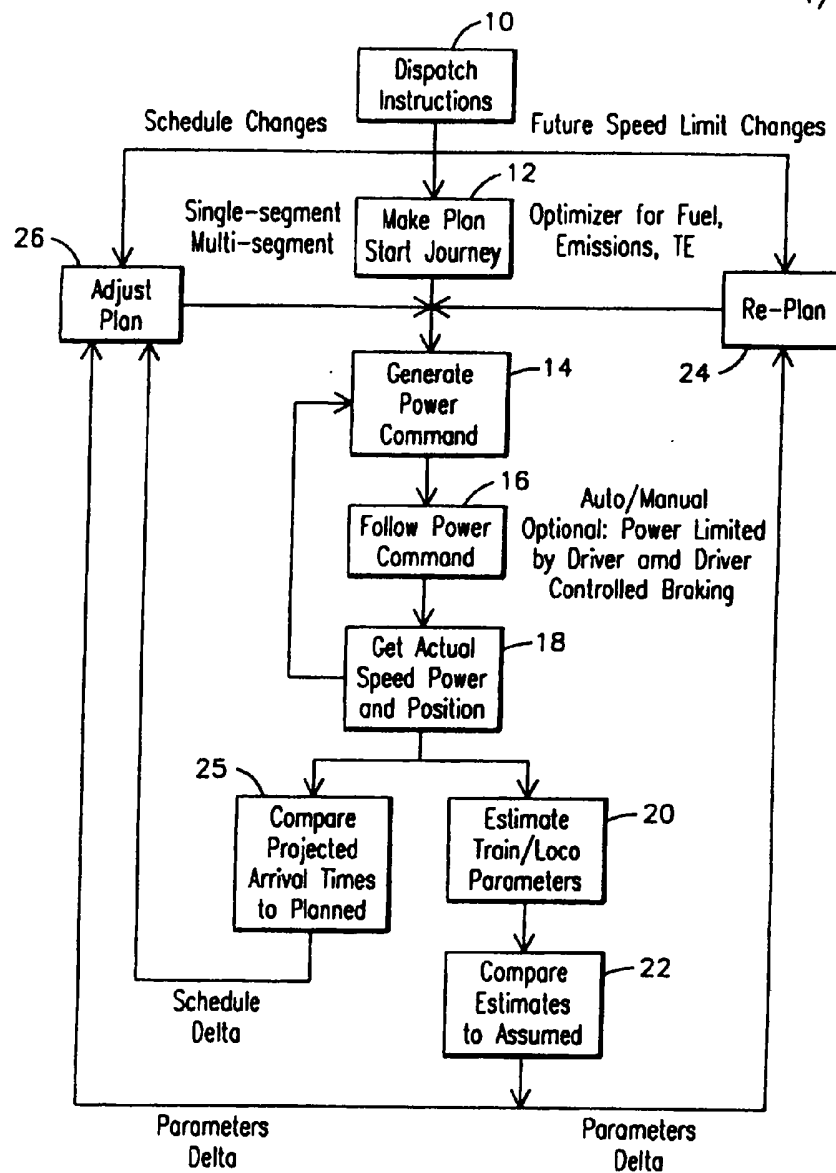 10
Dispatch
Instructions
Schedule Changes
Future Speed Limit Changes
12
Single-segment
Multi-segment
Make Plan
Start Journey
Optimizer for Fuel,
Emissions, TE
26
Adjust
Plan
Re-Plan
24
14
Generate
Power
Command
16
Follow Power
Command
Auto/Manual
Optional: Power Limited
by Driver amd Driver
Controlled Braking
18
Get Actual
Speed Power
and Position
25
Compare
Projected
Arrival Times
to Planned
20
Estimate
Train/Loco
Parameters
22
Compare
Estimates
to Assumed
Schedule
Delta
Parameters
Delta
Parameters
Delta